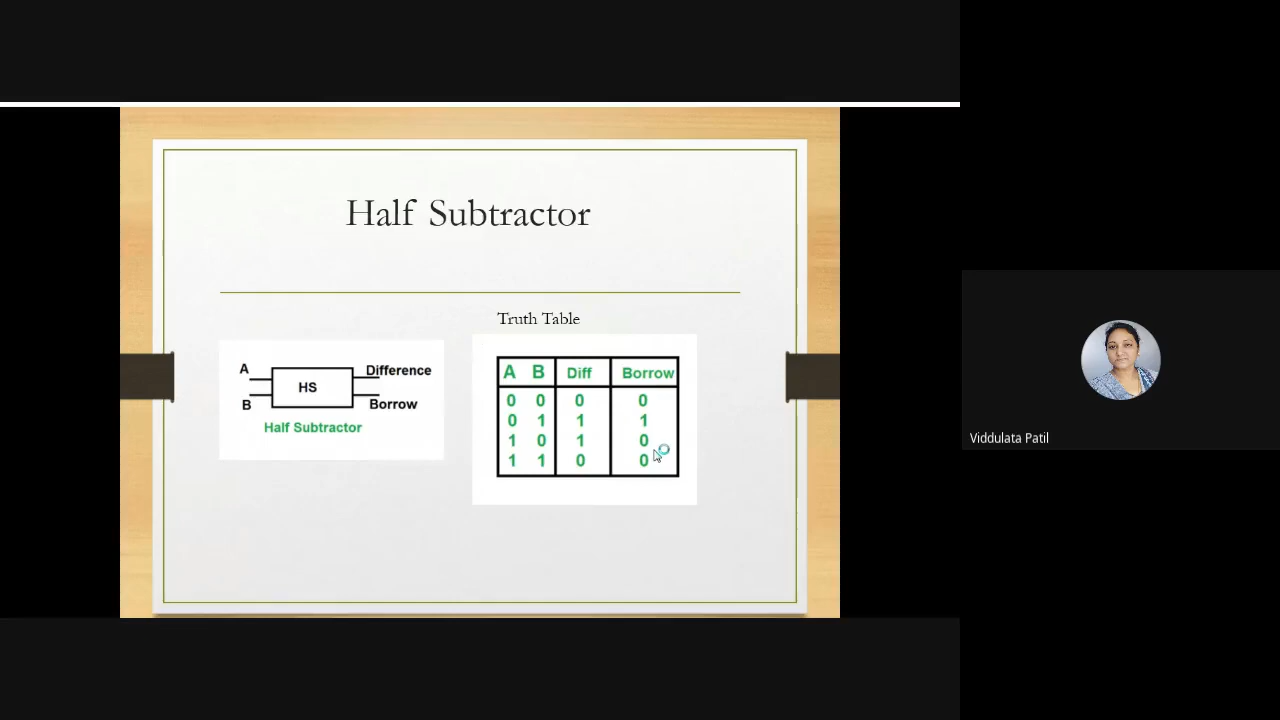 Half Subtractor
Truth Table
A
B
HS
Difference
Borrow
Half Subtractor
A B Diff Borrow
0 0 0 0
0 1 1 1
1 0 1 0
1 1 0 0
Viddulata Patil